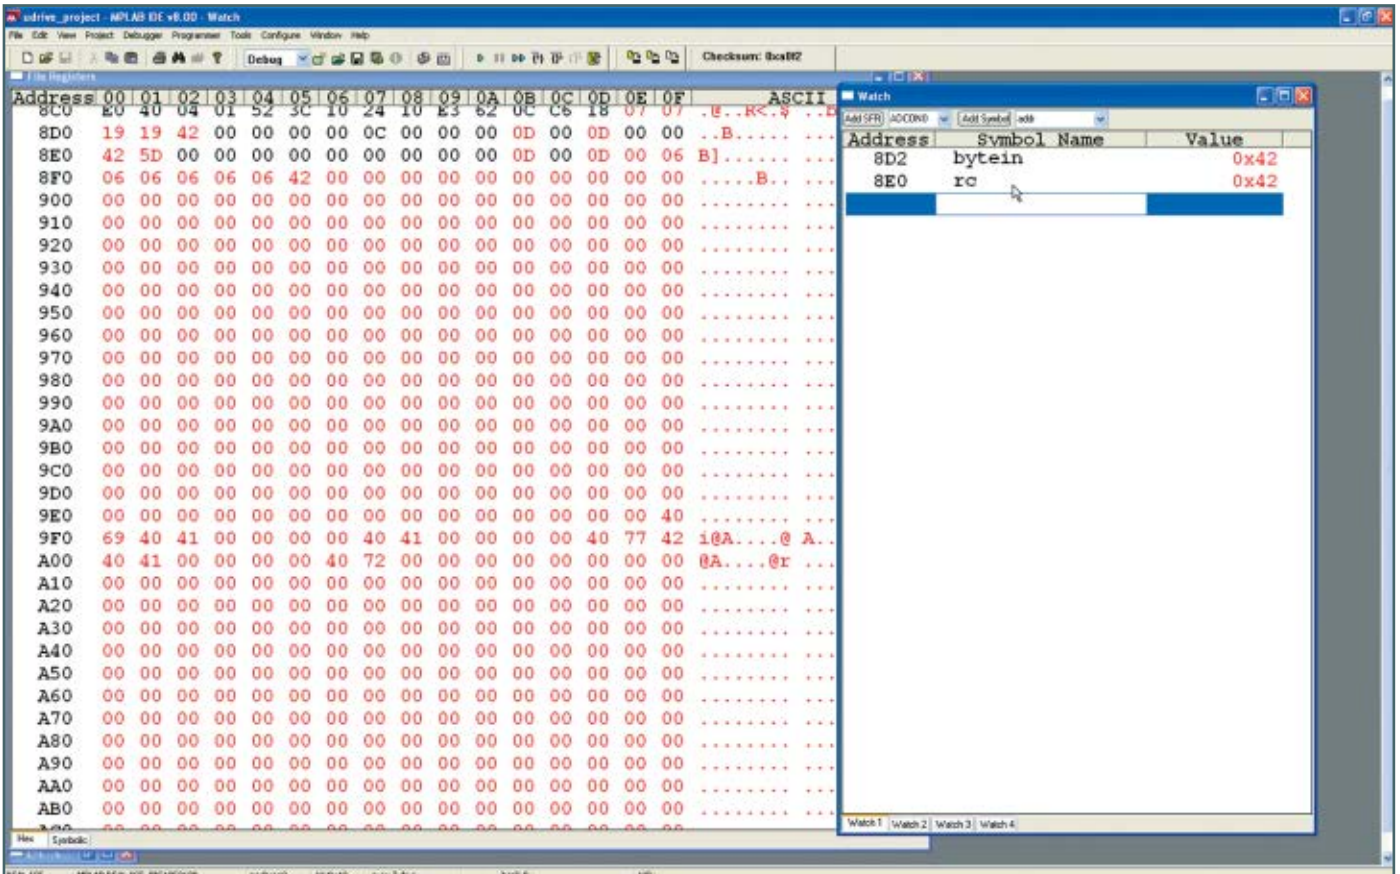 udrive_project - MPLAB IDE v8.00 - Watch
File Edit View Project Debugger Programmer Tools Configure Window Help
Debug Checksum:
File Registers
Address 00 01 02 03 04 05 06 07 08 09 0A 0B 0C 0D 0E 0F ASCII
8C0 E0 40 04 01 52 3C 10 24 10 E3 62 0C C6 18 07 07 .@..R<.$
8D0 19 19 42 00 00 00 00 0C 00 00 00 0D 00 0D 00 00 ..B.........
8E0 42 5D 00 00 00 00 00 00 00 00 00 0D 00 0D 00 06 B].........
8F0 06 06 06 06 06 42 00 00 00 00 00 00 00 00 00 00 .....B.. ...
900 00 00 00 00 00 00 00 00 00 00 00 00 00 00 00 00 ........ ...
910 00 00 00 00 00 00 00 00 00 00 00 00 00 00 00 00 ........ ...
920 00 00 00 00 00 00 00 00 00 00 00 00 00 00 00 00 ........ ...
930 00 00 00 00 00 00 00 00 00 00 00 00 00 00 00 00 ........ ...
940 00 00 00 00 00 00 00 00 00 00 00 00 00 00 00 00 ........ ...
950 00 00 00 00 00 00 00 00 00 00 00 00 00 00 00 00 ........ ...
960 00 00 00 00 00 00 00 00 00 00 00 00 00 00 00 00 ........ ...
970 00 00 00 00 00 00 00 00 00 00 00 00 00 00 00 00 ........ ...
980 00 00 00 00 00 00 00 00 00 00 00 00 00 00 00 00 ........ ...
990 00 00 00 00 00 00 00 00 00 00 00 00 00 00 00 00 ........ ...
9A0 00 00 00 00 00 00 00 00 00 00 00 00 00 00 00 00 ........ ...
9B0 00 00 00 00 00 00 00 00 00 00 00 00 00 00 00 00 ........ ...
9C0 00 00 00 00 00 00 00 00 00 00 00 00 00 00 00 00 ........ ...
9D0 00 00 00 00 00 00 00 00 00 00 00 00 00 00 00 00 ........ ...
9E0 00 00 00 00 00 00 00 00 00 00 00 00 00 00 00 40 ........ ...
9F0 69 40 41 00 00 00 00 40 41 00 00 00 00 40 77 42 i@A....@ A..
A00 40 41 00 00 00 00 40 72 00 00 00 00 00 00 00 00 @A....@r ...
A10 00 00 00 00 00 00 00 00 00 00 00 00 00 00 00 00 ........ ...
A20 00 00 00 00 00 00 00 00 00 00 00 00 00 00 00 00 ........ ...
A30 00 00 00 00 00 00 00 00 00 00 00 00 00 00 00 00 ........ ...
A40 00 00 00 00 00 00 00 00 00 00 00 00 00 00 00 00 ........ ...
A50 00 00 00 00 00 00 00 00 00 00 00 00 00 00 00 00 ........ ...
A60 00 00 00 00 00 00 00 00 00 00 00 00 00 00 00 00 ........ ...
A70 00 00 00 00 00 00 00 00 00 00 00 00 00 00 00 00 ........ ...
A80 00 00 00 00 00 00 00 00 00 00 00 00 00 00 00 00 ........ ...
A90 00 00 00 00 00 00 00 00 00 00 00 00 00 00 00 00 ........ ...
AA0 00 00 00 00 00 00 00 00 00 00 00 00 00 00 00 00 ........ ...
AB0 00 00 00 00 00 00 00 00 00 00 00 00 00 00 00 00 ........ ...
Hex Symbolic
Watch
Add SFR ADCON0 Add Symbol addr
Address Symbol Name Value
8D2 bytein 0x42
8E0 rc 0x42
Watch 1 Watch 2 Watch 3 Watch 4